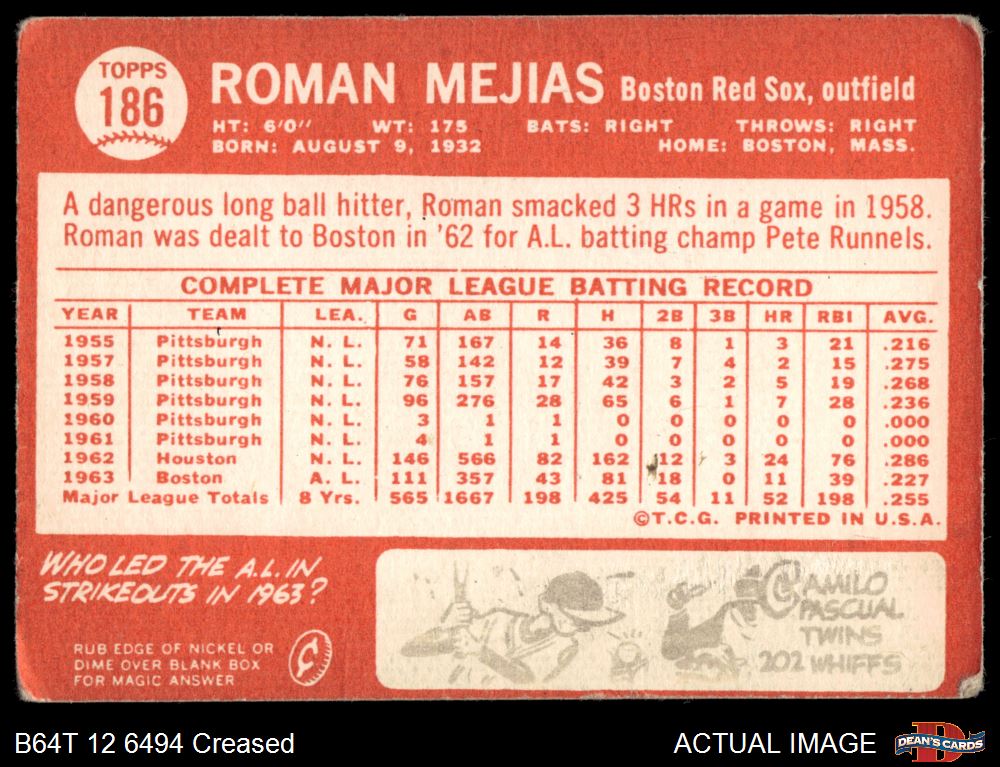 TOPPS
186
ROMAN MEJIAS Boston Red Sox, outfield
HT: 6'0" WT: 175 BATS: RIGHT THROWS: RIGHT
BORN: AUGUST 9, 1932 HOME: BOSTON, MASS.
A dangerous long ball hitter, Roman smacked 3 HRs in a game in 1958.
Roman was dealt to Boston in '62 for A.L. batting champ Pete Runnels.
COMPLETE MAJOR LEAGUE BATTING RECORD
YEAR TEAM LEA. G AB R H 2B 3B HR RBI AVG.
1955 Pittsburgh N. L. 71 167 14 36 8 1 3 21 .216
1957 Pittsburgh N. L. 58 142 12 39 7 4 2 15 .275
1958 Pittsburgh N. L. 76 157 17 42 3 2 5 19 .268
1959 Pittsburgh N. L. 96 276 28 65 6 1 7 28 .236
1960 Pittsburgh N. L. 3 1 1 0 0 0 0 0 .000
1961 Pittsburgh N. L. 4 1 1 0 0 0 0 0 .000
1962 Houston N. L. 146 566 82 162 12 3 24 76 .286
1963 Boston A. L. 111 357 43 81 18 0 11 39 .227
Major League Totals 8 Yrs. 565 1667 198 425 54 11 52 198 .255
©T.C.G. PRINTED IN U.S.A.
WHO LED THE A.L. IN
STRIKEOUTS IN 1963?
RUB EDGE OF NICKEL OR
DIME OVER BLANK BOX
FOR MAGIC ANSWER
CAMILO
PASCUAL
TWINS
202 WHIFFS
B64T 12 6494 Creased ACTUAL IMAGE
DEAN'S CARDS